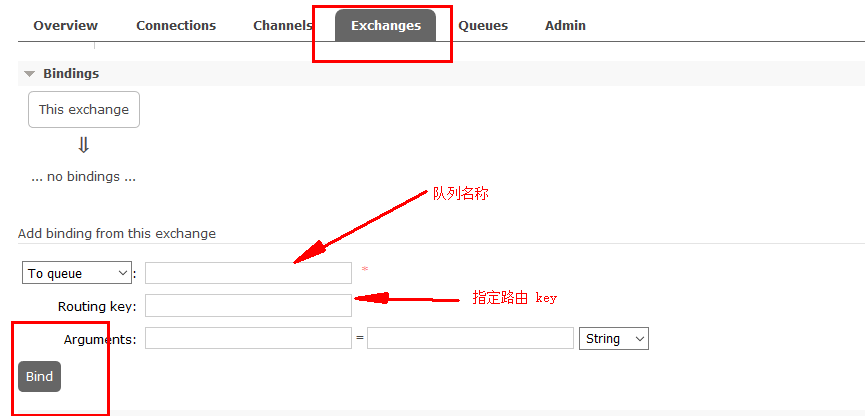 Overview Connections Channels Exchanges Queues Admin
Bindings
This exchange
⇓
... no bindings ...
队列名称
Add binding from this exchange
To queue : *
指定路由 key
Routing key:
Arguments: = String
Bind